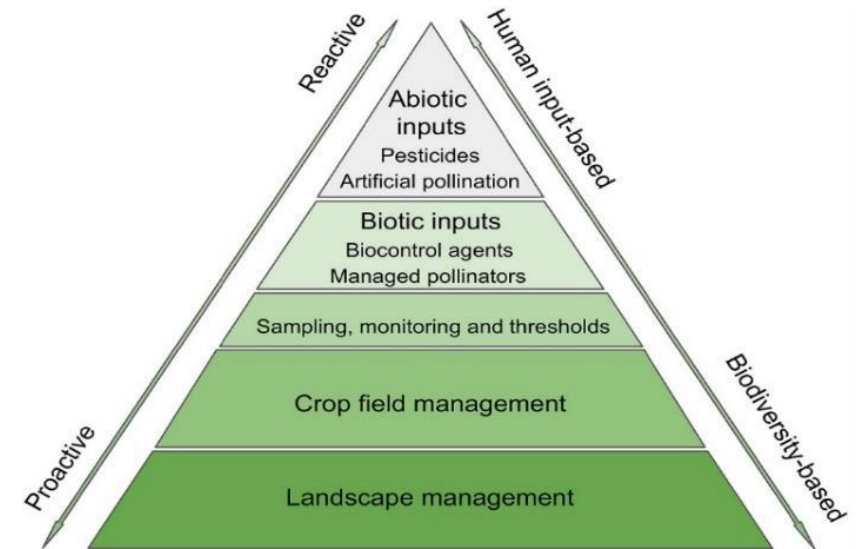 Reactive
Human input-based
Abiotic
inputs
Pesticides
Artificial pollination
Biotic inputs
Biocontrol agents
Managed pollinators
Sampling, monitoring and thresholds
Crop field management
Landscape management
Proactive
Biodiversity-based